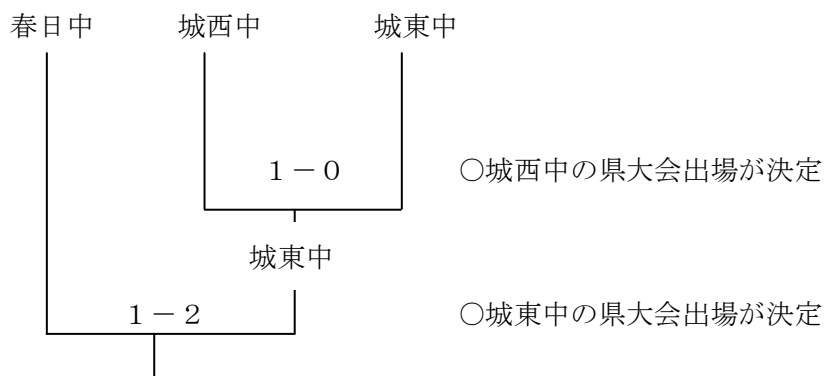 春日中 城西中 城東中
１－０ ○城西中の県大会出場が決定
城東中
１－２ ○城東中の県大会出場が決定